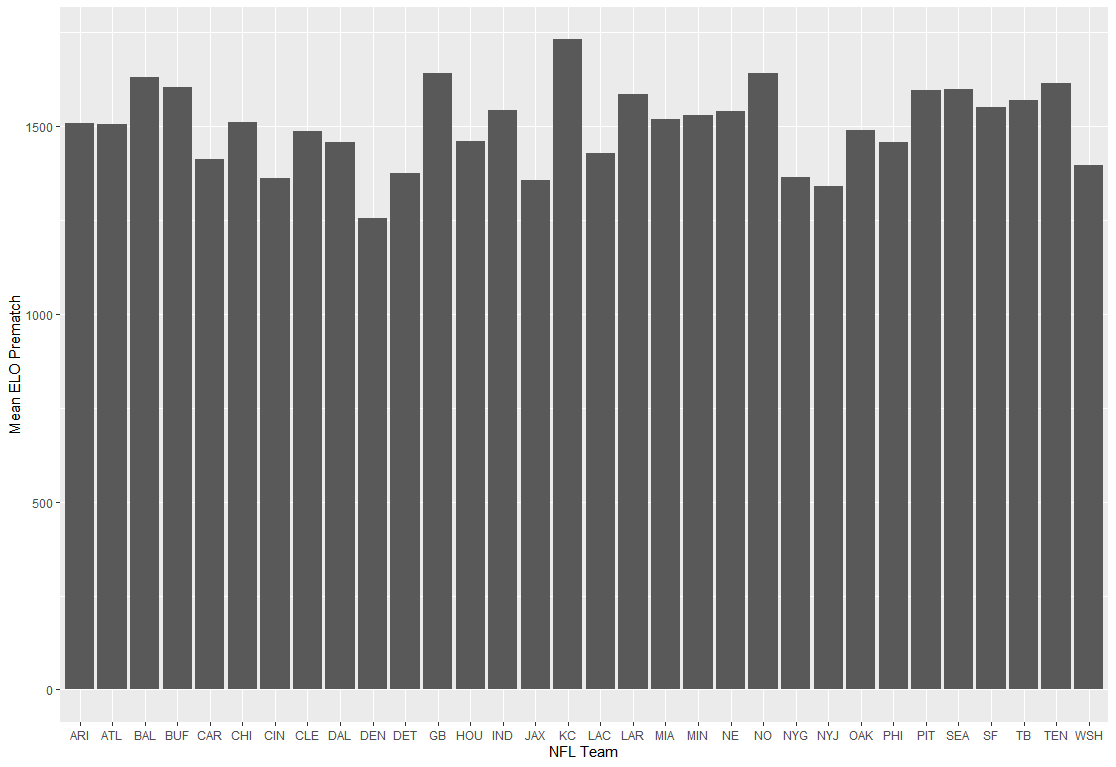 Mean ELO Prematch
1500
1000
500
0
ARI ATL BAL BUF CAR CHI CIN CLE DAL DEN DET GB HOU IND JAX KC LAC LAR MIA MIN NE NO NYG NYJ OAK PHI PIT SEA SF TB TEN WSH
NFL Team